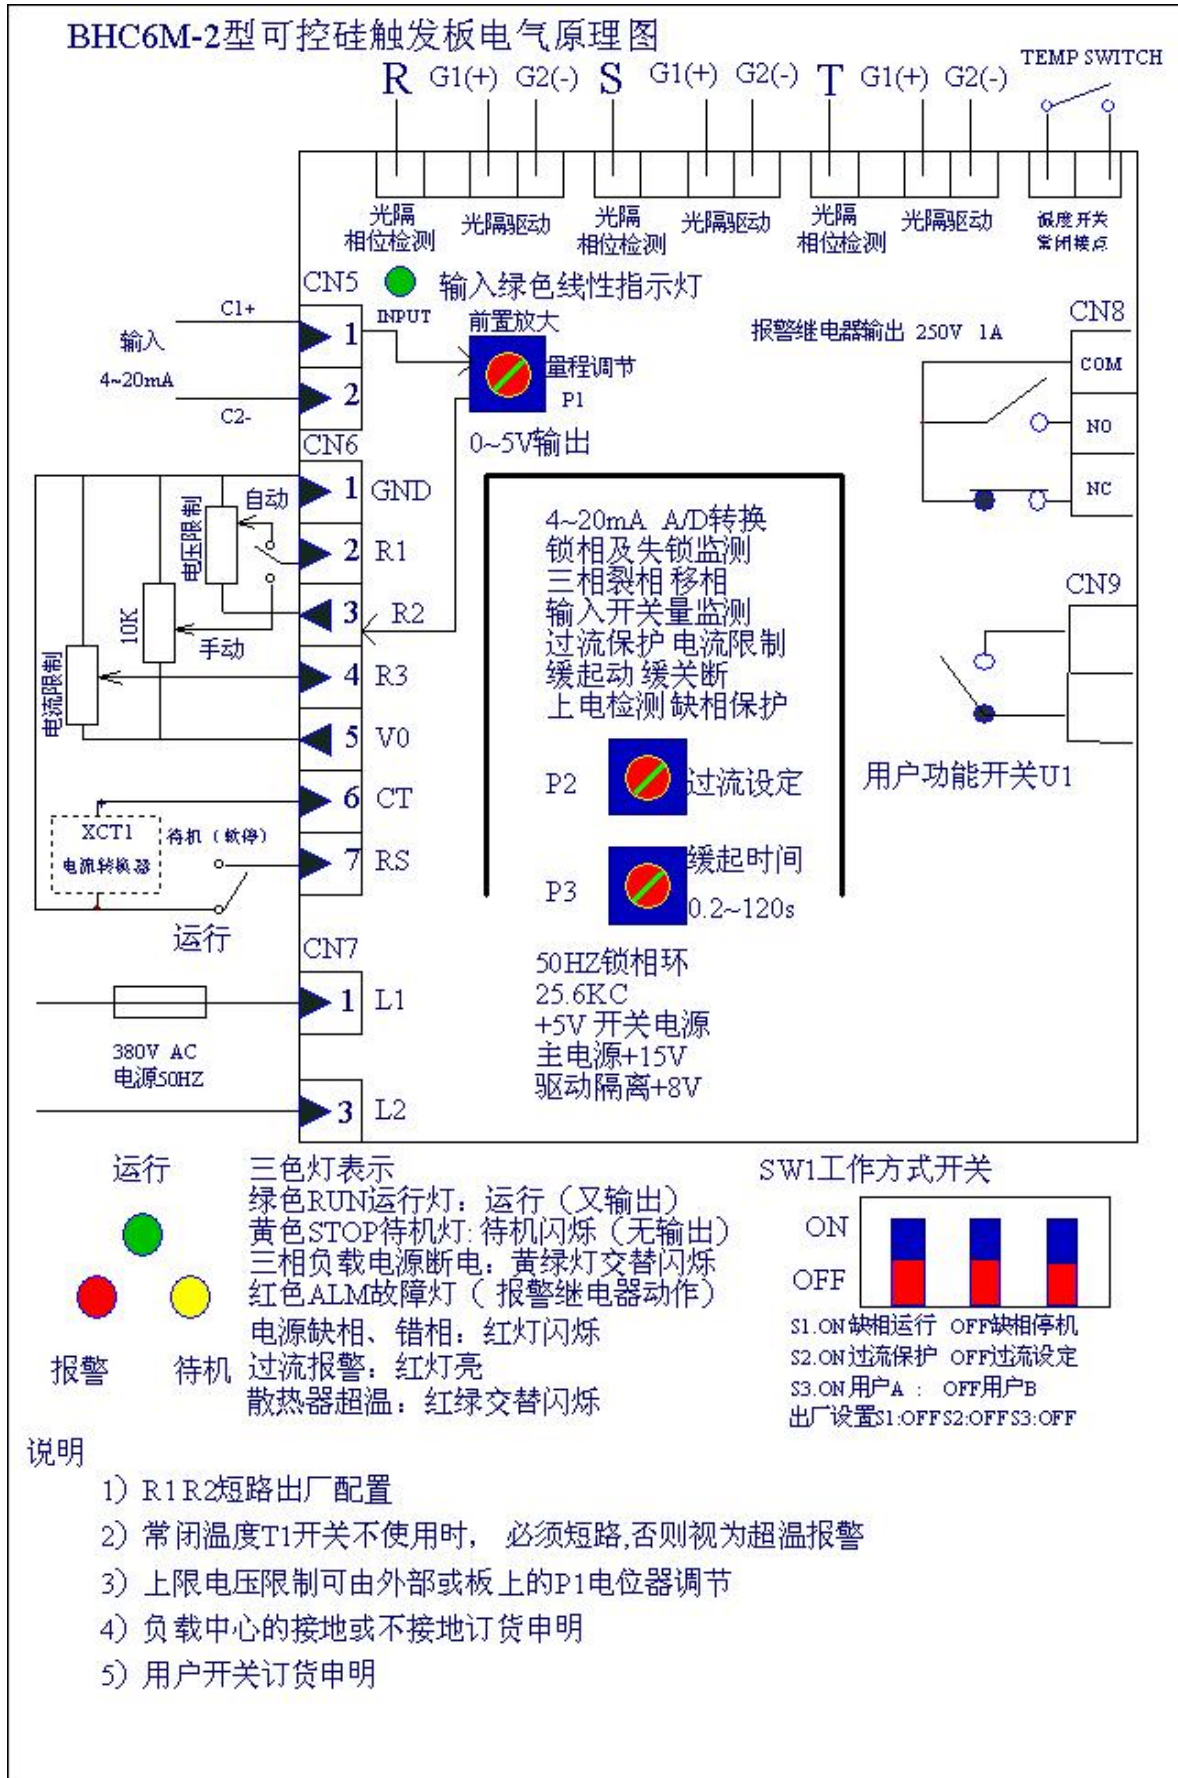 BHC6M-2型可控硅触发板电气原理图
TEMP SWITCH
R G1(+) G2(-) S G1(+) G2(-) T G1(+) G2(-)
光隔
相位检测
光隔驱动
光隔
相位检测
光隔驱动
光隔
相位检测
光隔驱动
温度开关
常闭接点
CN5
输入绿色线性指示灯
C1+
1
INPUT
前置放大
输入
4~20mA
量程调节
P1
2
C2-
0~5V输出
报警继电器输出 250V 1A
CN8
COM
NO
NC
CN6
1 GND
自动
电压限制
2 R1
3 R2
10K
手动
电流限制
4 R3
5 V0
6 CT
XCT1
电流转换器
待机（软停）
7 RS
运行
4~20mA A/D转换
锁相及失锁监测
三相裂相 移相
输入开关量监测
过流保护 电流限制
缓起动 缓关断
上电检测 缺相保护
P2
过流设定
P3
缓起时间
0.2~120s
CN9
用户功能开关U1
CN7
1 L1
380V AC
电源50HZ
3 L2
50HZ锁相环
25.6KC
+5V 开关电源
主电源+15V
驱动隔离+8V
运行
报警
待机
三色灯表示
绿色RUN运行灯：运行（又输出）
黄色STOP待机灯: 待机闪烁（无输出）
三相负载电源断电：黄绿灯交替闪烁
红色ALM故障灯（ 报警继电器动作）
电源缺相、错相：红灯闪烁
过流报警：红灯亮
散热器超温：红绿交替闪烁
SW1工作方式开关
ON
OFF
S1.ON缺相运行 OFF缺相停机
S2.ON过流保护 OFF过流设定
S3.ON用户A ： OFF用户B
出厂设置S1:OFFS2:OFFS3:OFF
说明
1）R1R2短路出厂配置
2）常闭温度T1开关不使用时， 必须短路,否则视为超温报警
3）上限电压限制可由外部或板上的P1电位器调节
4）负载中心的接地或不接地订货申明
5）用户开关订货申明